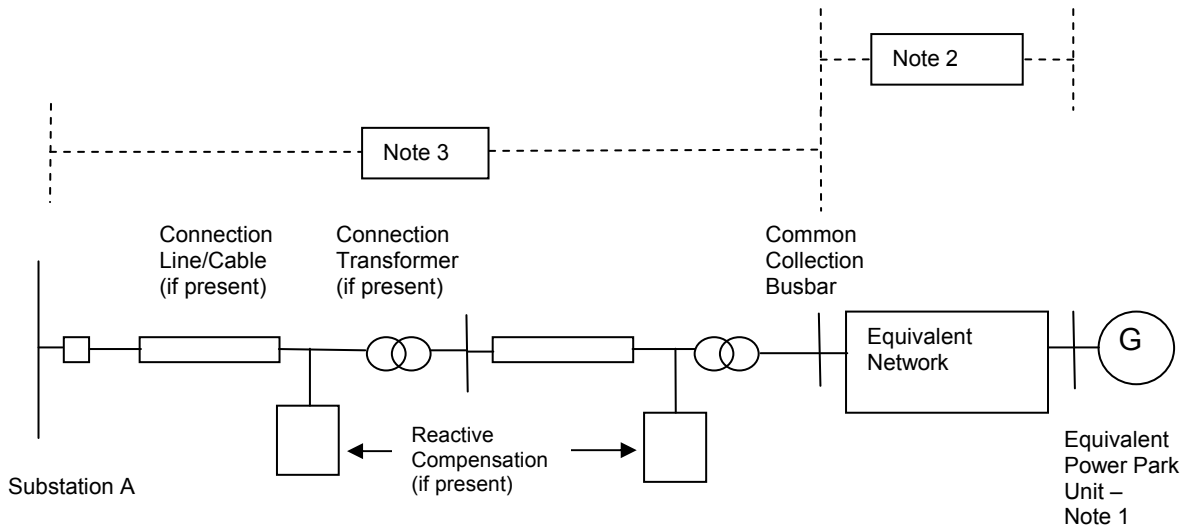 Note 2
Note 3
Connection
Line/Cable
(if present)
Connection
Transformer
(if present)
Common
Collection
Busbar
Equivalent
Network
G
Reactive
Compensation
(if present)
Substation A
Equivalent
Power Park
Unit –
Note 1